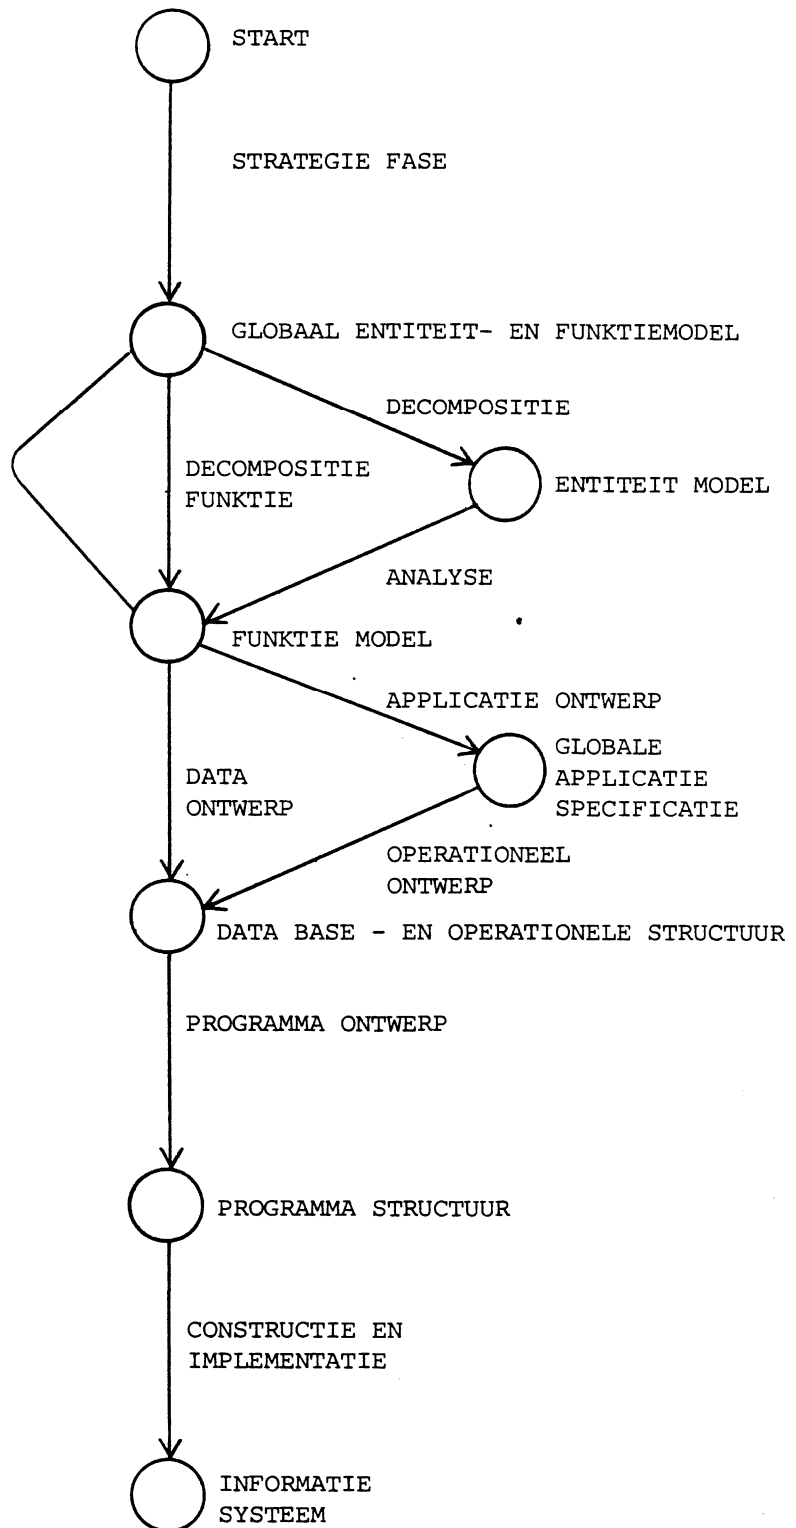 START
STRATEGIE FASE
GLOBAAL ENTITEIT- EN FUNKTIEMODEL
DECOMPOSITIE
DECOMPOSITIE
FUNKTIE
ENTITEIT MODEL
ANALYSE
FUNKTIE MODEL
APPLICATIE ONTWERP
GLOBALE
APPLICATIE
SPECIFICATIE
DATA
ONTWERP
OPERATIONEEL
ONTWERP
DATA BASE - EN OPERATIONELE STRUCTUUR
PROGRAMMA ONTWERP
PROGRAMMA STRUCTUUR
CONSTRUCTIE EN
IMPLEMENTATIE
INFORMATIE
SYSTEEM